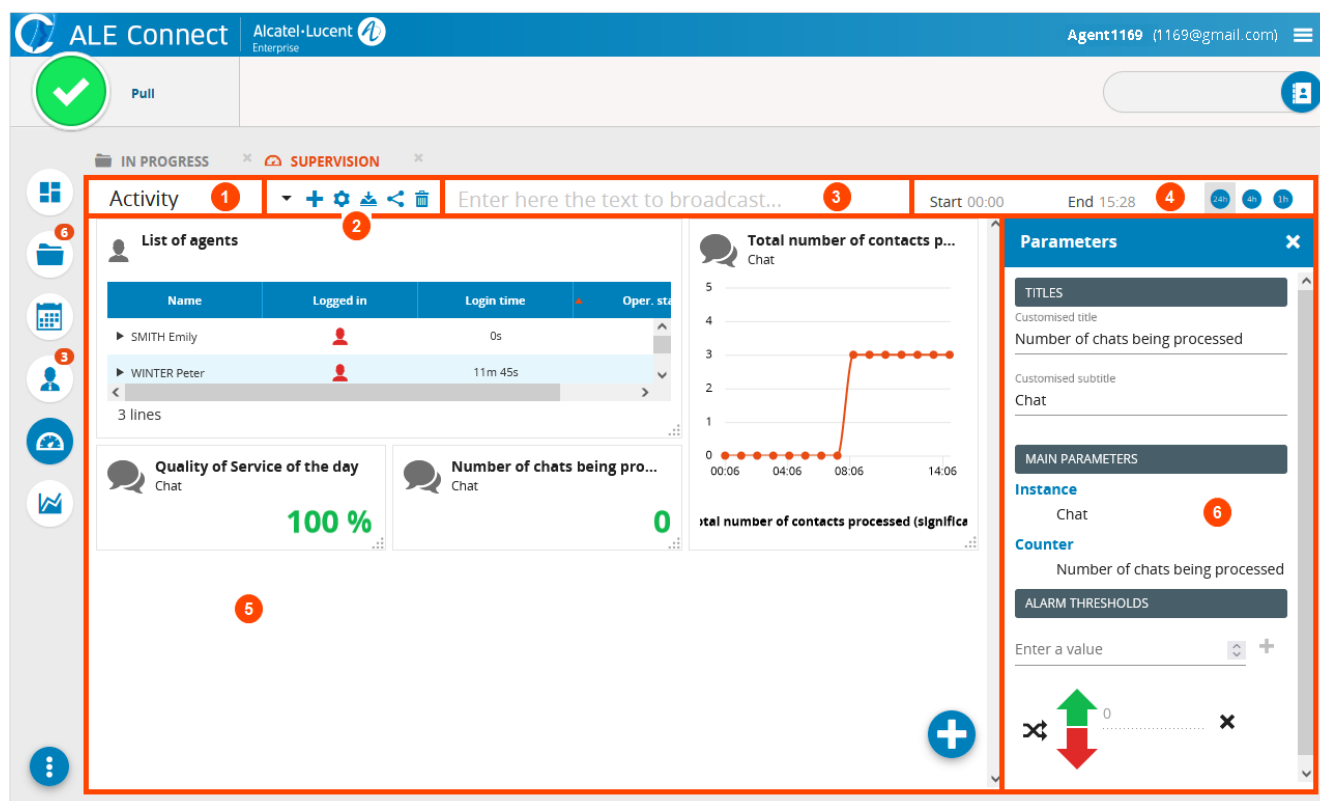 ALE Connect
Alcatel·Lucent
Enterprise
Agent1169 (1169@gmail.com)
Pull
IN PROGRESS
SUPERVISION
Activity
1
2
Enter here the text to broadcast...
3
Start 00:00
End 15:28
4
24h
4h
1h
6
3
List of agents
Name
Logged in
Login time
Oper. sta
SMITH Emily
0s
WINTER Peter
11m 45s
3 lines
Total number of contacts p...
Chat
5
4
3
2
1
0
00:06
04:06
08:06
14:06
otal number of contacts processed (significa
Quality of Service of the day
Chat
100 %
Number of chats being pro...
Chat
0
5
Parameters
TITLES
Customised title
Number of chats being processed
Customised subtitle
Chat
MAIN PARAMETERS
Instance
Chat
6
Counter
Number of chats being processed
ALARM THRESHOLDS
Enter a value
0